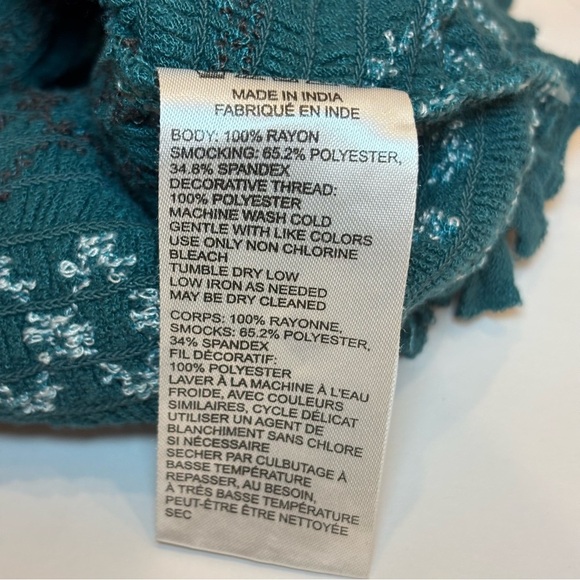 MADE IN INDIA
FABRIQUÉ EN INDE
BODY: 100% RAYON
SMOCKING: 65.2% POLYESTER,
34.8% SPANDEX
DECORATIVE THREAD:
100% POLYESTER
MACHINE WASH COLD
GENTLE WITH LIKE COLORS
USE ONLY NON CHLORINE
BLEACH
TUMBLE DRY LOW
LOW IRON AS NEEDED
MAY BE DRY CLEANED
CORPS: 100% RAYONNE,
SMOCKS: 65.2% POLYESTER,
34% SPANDEX
FIL DÉCORATIF:
100% POLYESTER
LAVER À LA MACHINE À L'EAU
FROIDE, AVEC COULEURS
SIMILAIRES, CYCLE DÉLICAT
UTILISER UN AGENT DE
BLANCHIMENT SANS CHLORE
SI NÉCESSAIRE
SECHER PAR CULBUTAGE À
BASSE TEMPÉRATURE
REPASSER, AU BESOIN,
À TRÈS BASSE TEMPÉRATURE
PEUT-ÊTRE ÊTRE NETTOYÉE
SEC